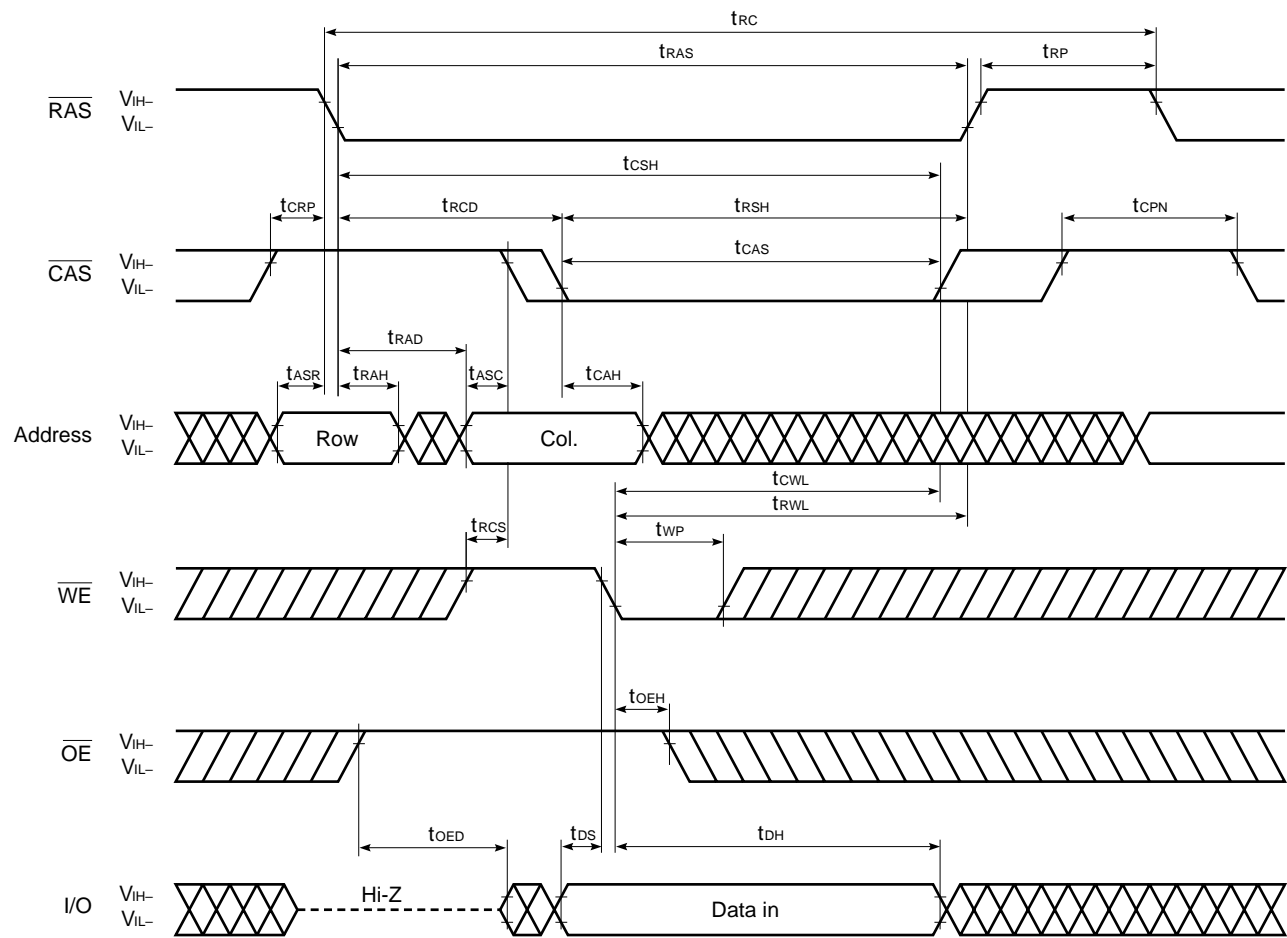 tRC
tRAS
tRP
RAS
VIH–
VIL–
tCSH
tCRP
tRCD
tRSH
tCPN
tCAS
CAS
VIH–
VIL–
tRAD
tASR
tRAH
tASC
tCAH
Address
VIH–
VIL–
Row
Col.
tCWL
tRWL
tRCS
tWP
WE
VIH–
VIL–
tOEH
OE
VIH–
VIL–
tOED
tDS
tDH
I/O
VIH–
VIL–
Hi-Z
Data in